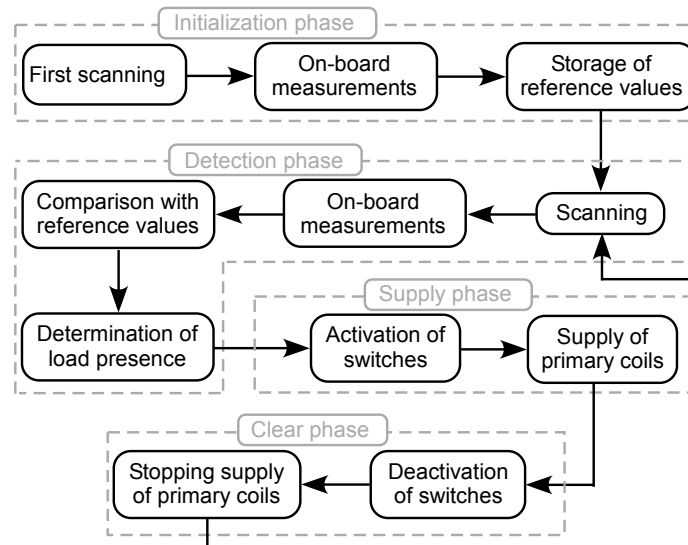 Initialization phase
First scanning
On-board
measurements
Storage of
reference values
Detection phase
Comparison with
reference values
On-board
measurements
Scanning
Supply phase
Determination of
load presence
Activation of
switches
Supply of
primary coils
Clear phase
Stopping supply
of primary coils
Deactivation
of switches